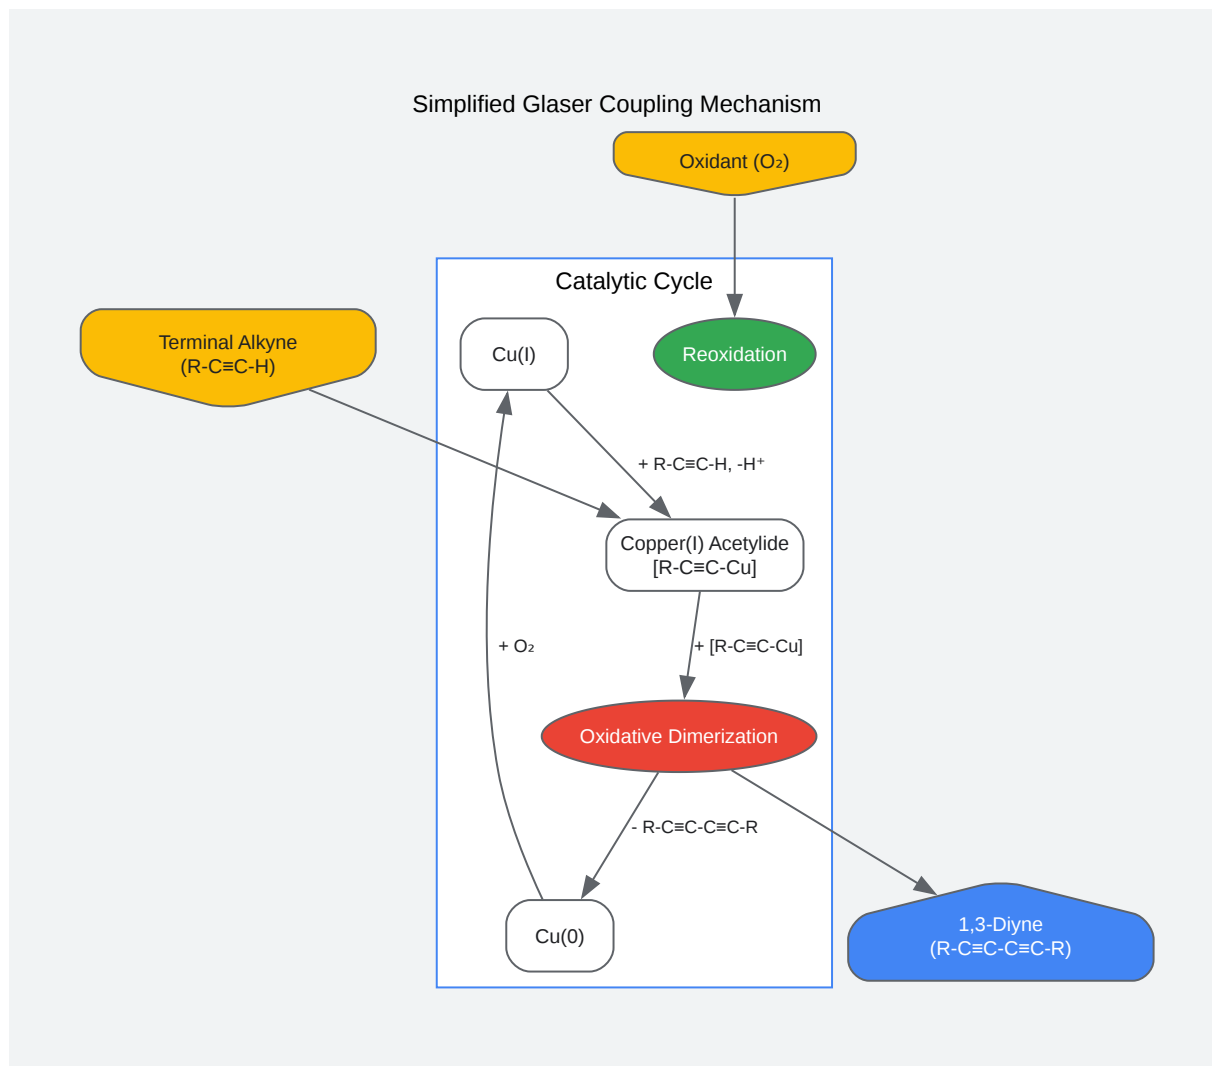 Simplified Glaser Coupling Mechanism
Oxidant (O₂)
Catalytic Cycle
Terminal Alkyne
(R-C≡C-H)
Cu(I)
Reoxidation
+ R-C≡C-H, -H⁺
Copper(I) Acetylide
[R-C≡C-Cu]
+ O₂
+ [R-C≡C-Cu]
Oxidative Dimerization
- R-C≡C-C≡C-R
Cu(0)
1,3-Diyne
(R-C≡C-C≡C-R)